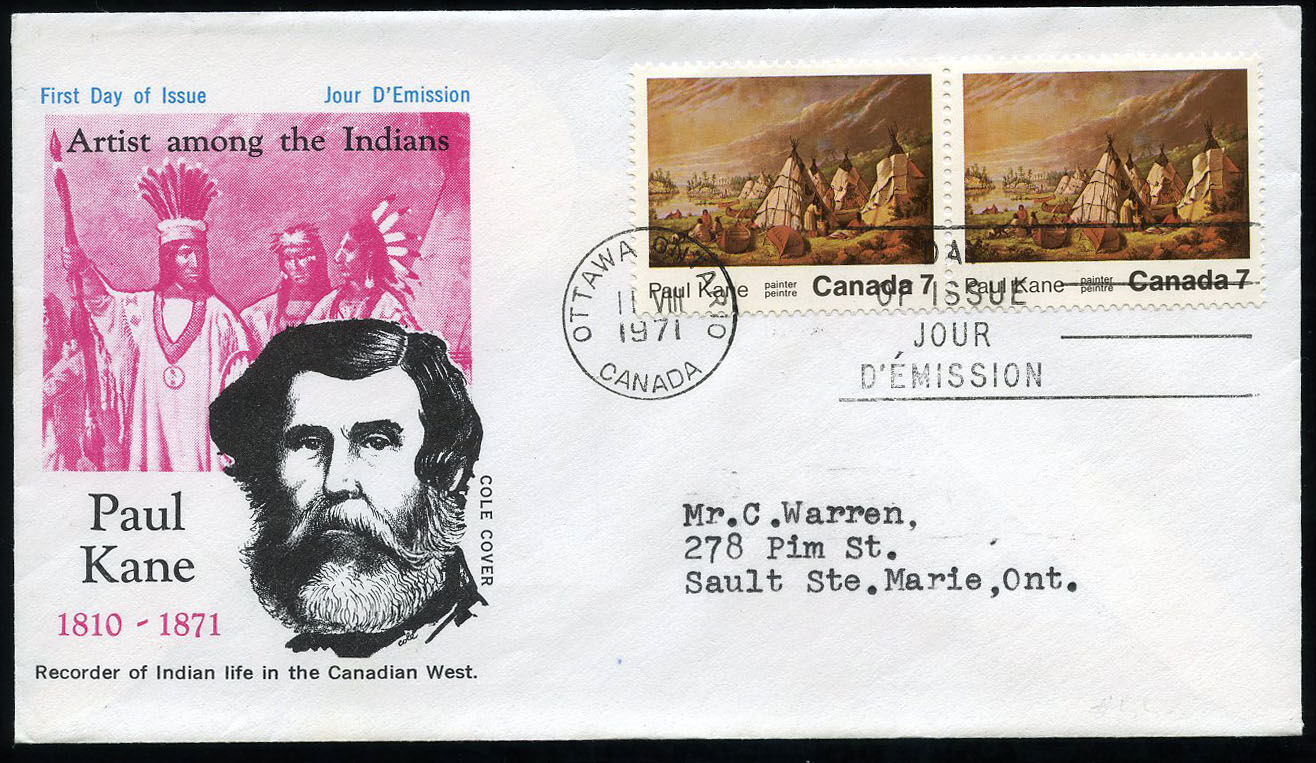 First Day of Issue Jour D'Emission
Artist among the Indians
Paul
Kane
1810 - 1871
Recorder of Indian life in the Canadian West.
COLE COVER
cole
Paul Kane painter peintre Canada 7
Paul Kane painter peintre Canada 7
OTTAWA ONTARIO
11 VIII
1971
CANADA
OF ISSUE
JOUR
D'ÉMISSION
Mr.C.Warren,
278 Pim St.
Sault Ste.Marie,Ont.